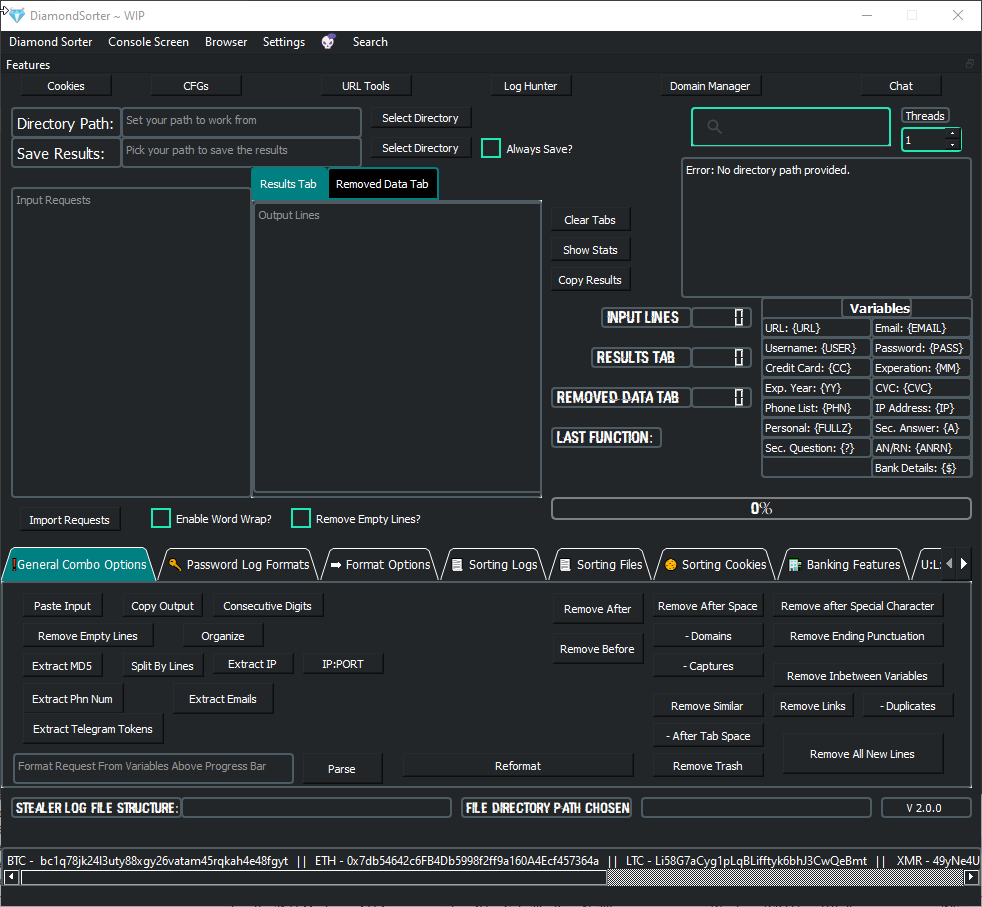 DiamondSorter ~ WIP
Diamond Sorter Console Screen Browser Settings Search
Features
Cookies CFGs URL Tools Log Hunter Domain Manager Chat
Directory Path: Set your path to work from Select Directory
Threads
1
Save Results: Pick your path to save the results Select Directory Always Save?
Error: No directory path provided.
Results Tab Removed Data Tab
Input Requests
Output Lines
Clear Tabs
Show Stats
Copy Results
INPUT LINES 0
RESULTS TAB 0
REMOVED DATA TAB 0
LAST FUNCTION:
Variables
URL: {URL} Email: {EMAIL}
Username: {USER} Password: {PASS}
Credit Card: {CC} Experation: {MM}
Exp. Year: {YY} CVC: {CVC}
Phone List: {PHN} IP Address: {IP}
Personal: {FULLZ} Sec. Answer: {A}
Sec. Question: {?} AN/RN: {ANRN}
Bank Details: {$}
0%
Import Requests Enable Word Wrap? Remove Empty Lines?
General Combo Options Password Log Formats Format Options Sorting Logs Sorting Files Sorting Cookies Banking Features U:L:
Paste Input Copy Output Consecutive Digits Remove After Remove After Space Remove after Special Character
Remove Empty Lines Organize Remove Before - Domains Remove Ending Punctuation
Extract MD5 Split By Lines Extract IP IP:PORT - Captures Remove Inbetween Variables
Extract Phn Num Extract Emails Remove Similar Remove Links - Duplicates
Extract Telegram Tokens - After Tab Space Remove All New Lines
Format Request From Variables Above Progress Bar Parse Reformat Remove Trash
STEALER LOG FILE STRUCTURE: FILE DIRECTORY PATH CHOSEN V 2.0.0
BTC - bc1q78jk24l3uty88xgy26vatam45rqkah4e48fgyt || ETH - 0x7db54642c6FB4Db5998f2ff9a160A4Ecf457364a || LTC - Li58G7aCyg1pLqBLifftyk6bhJ3CwQeBmt || XMR - 49yNe4U